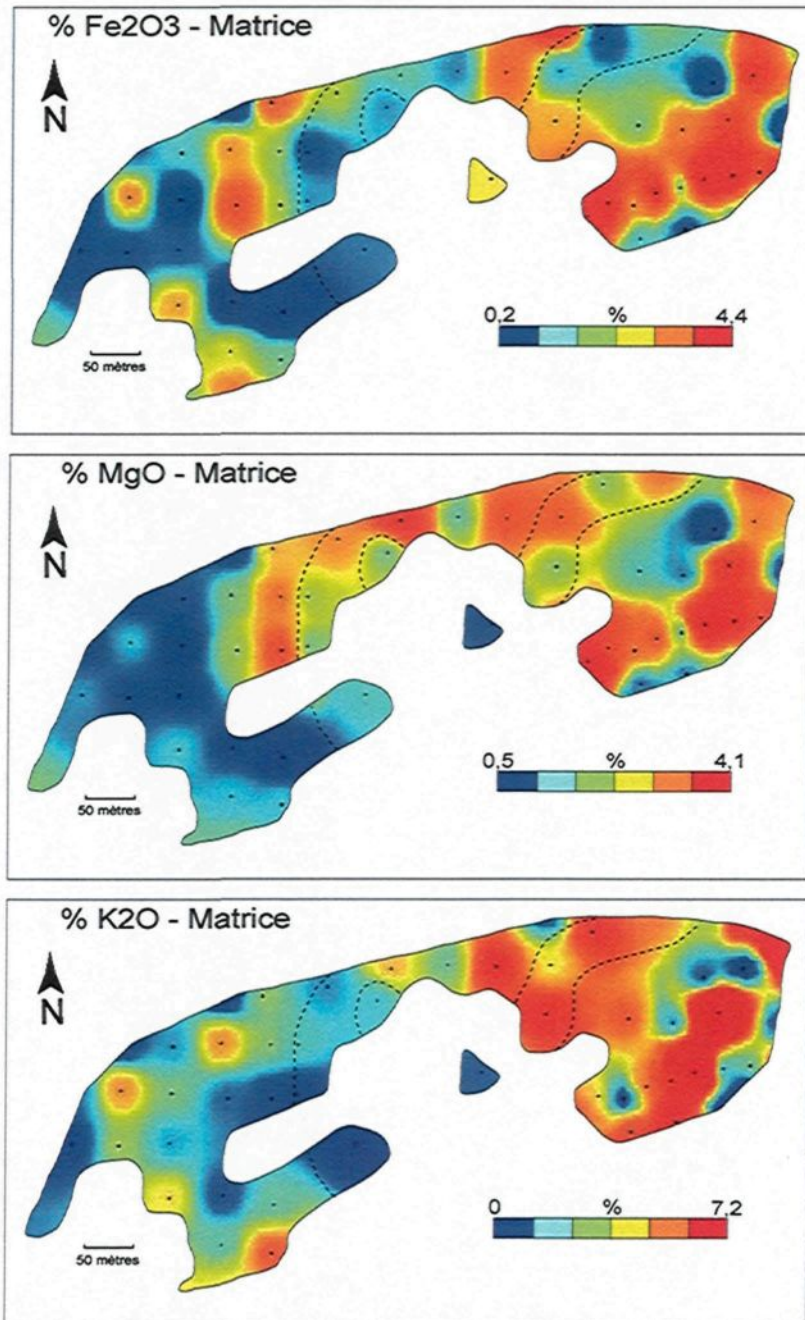 % Fe2O3 - Matrice
N
0,2 % 4,4
50 mètres
% MgO - Matrice
N
0,5 % 4,1
50 mètres
% K2O - Matrice
N
0 % 7,2
50 mètres